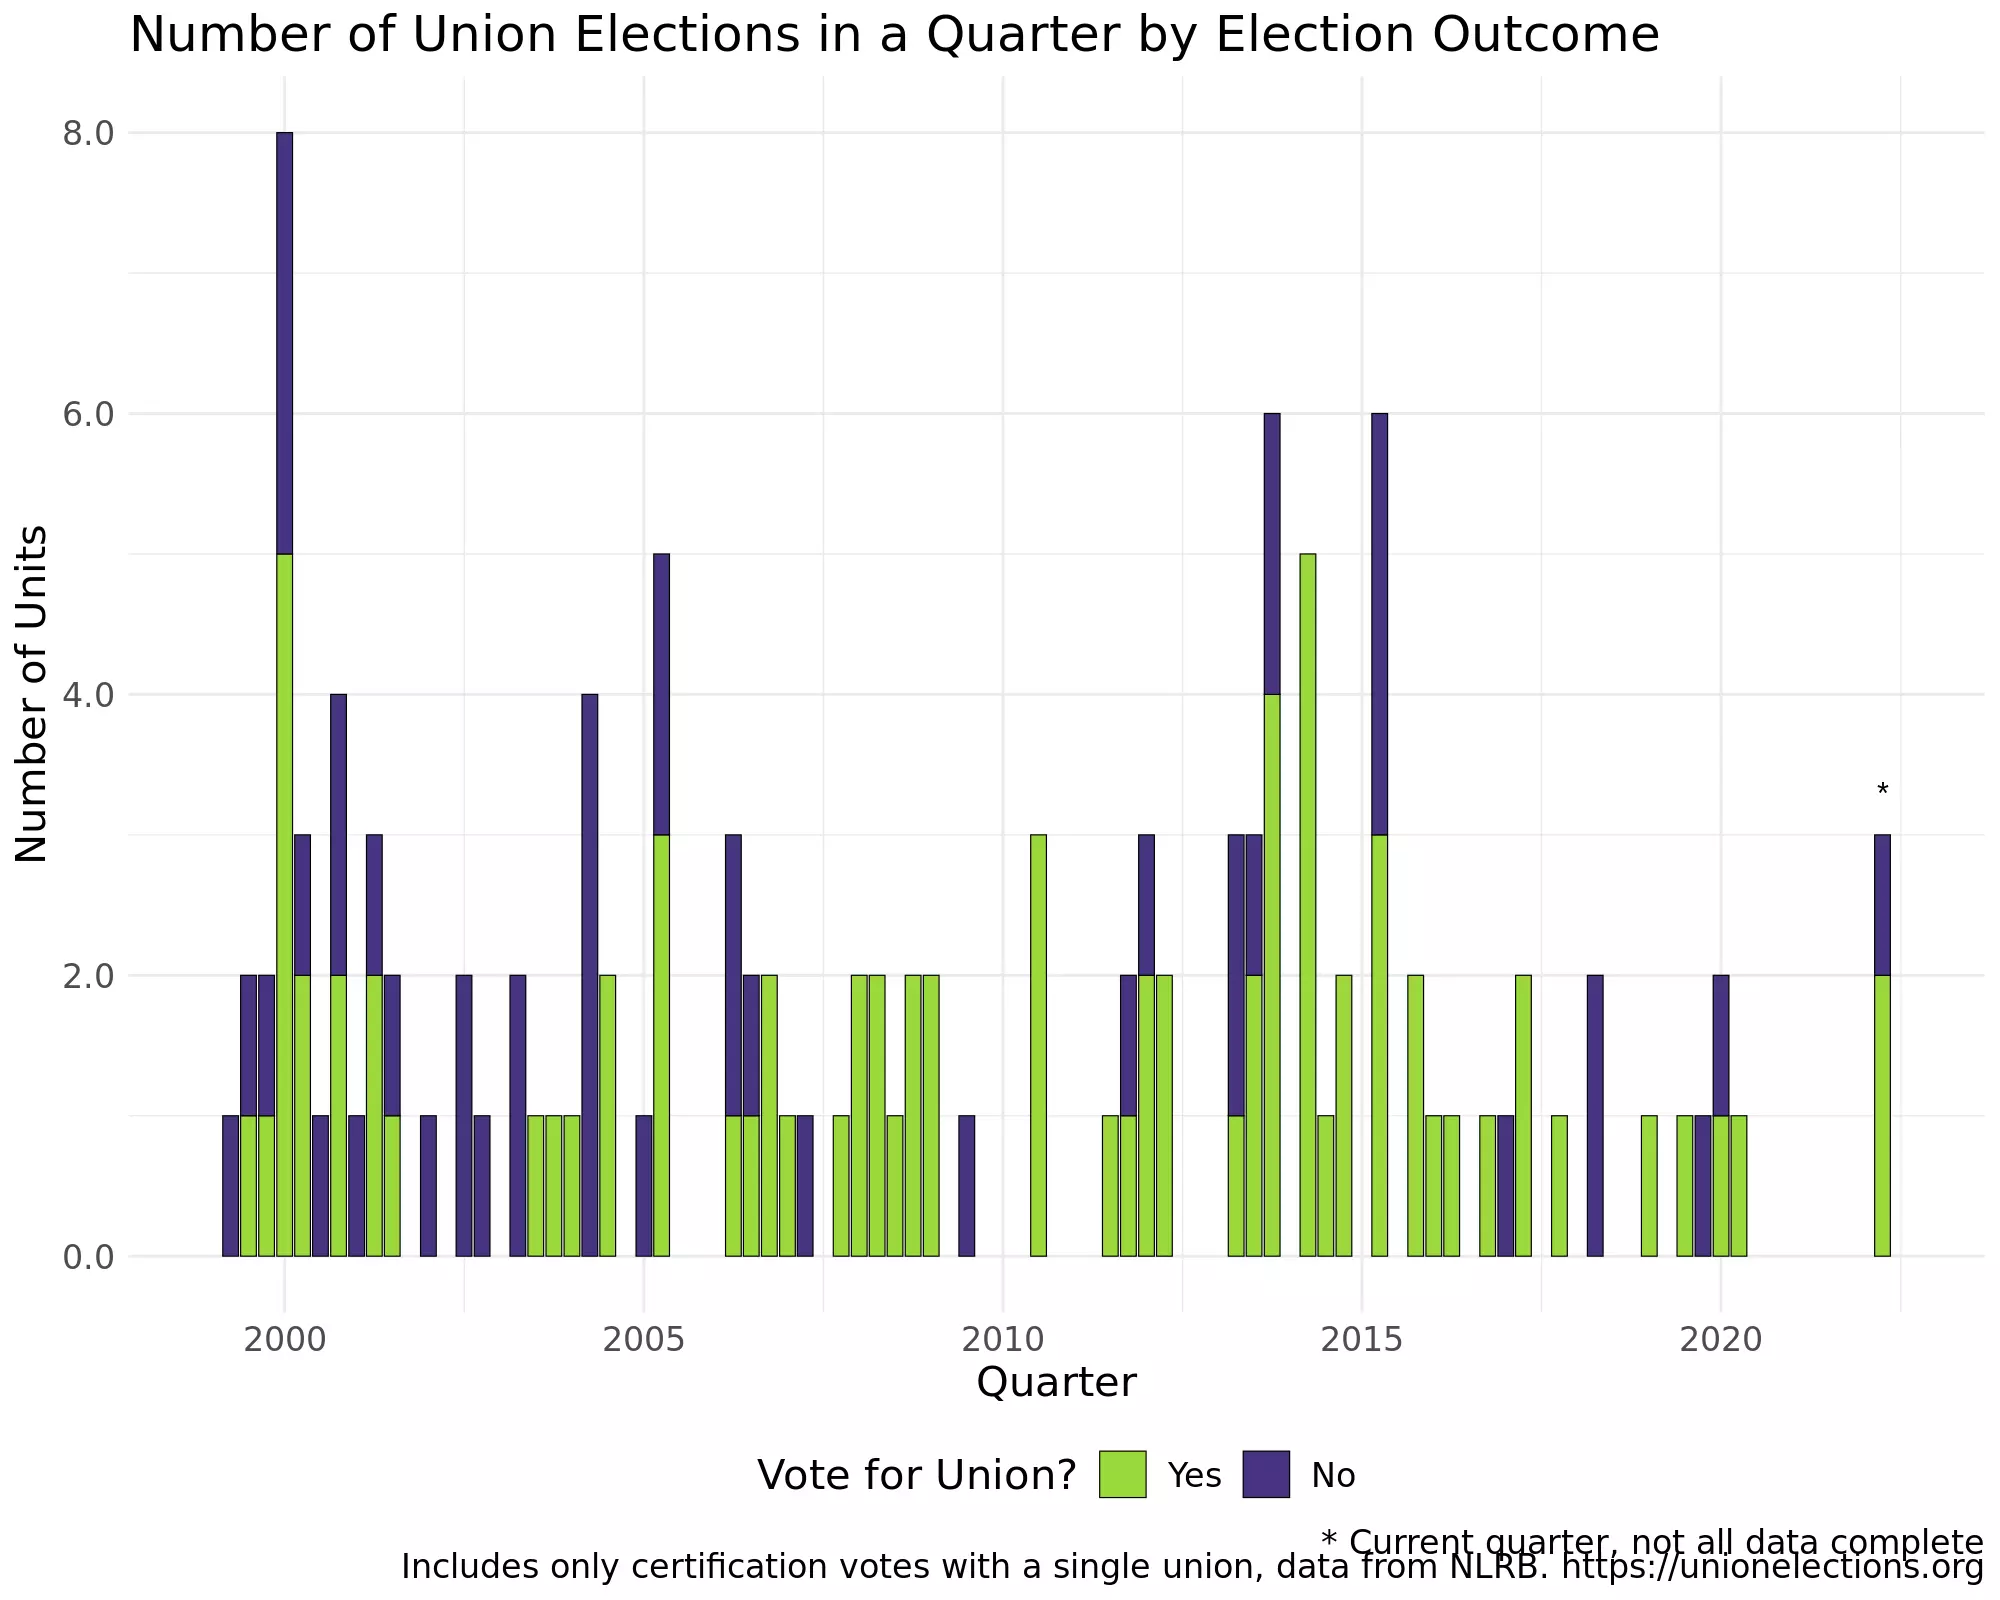 Number of Union Elections in a Quarter by Election Outcome
8.0
6.0
4.0
2.0
0.0
Number of Units
*
2000 2005 2010 2015 2020
Quarter
Vote for Union? Yes No
* Current quarter, not all data complete
Includes only certification votes with a single union, data from NLRB. https://unionelections.org